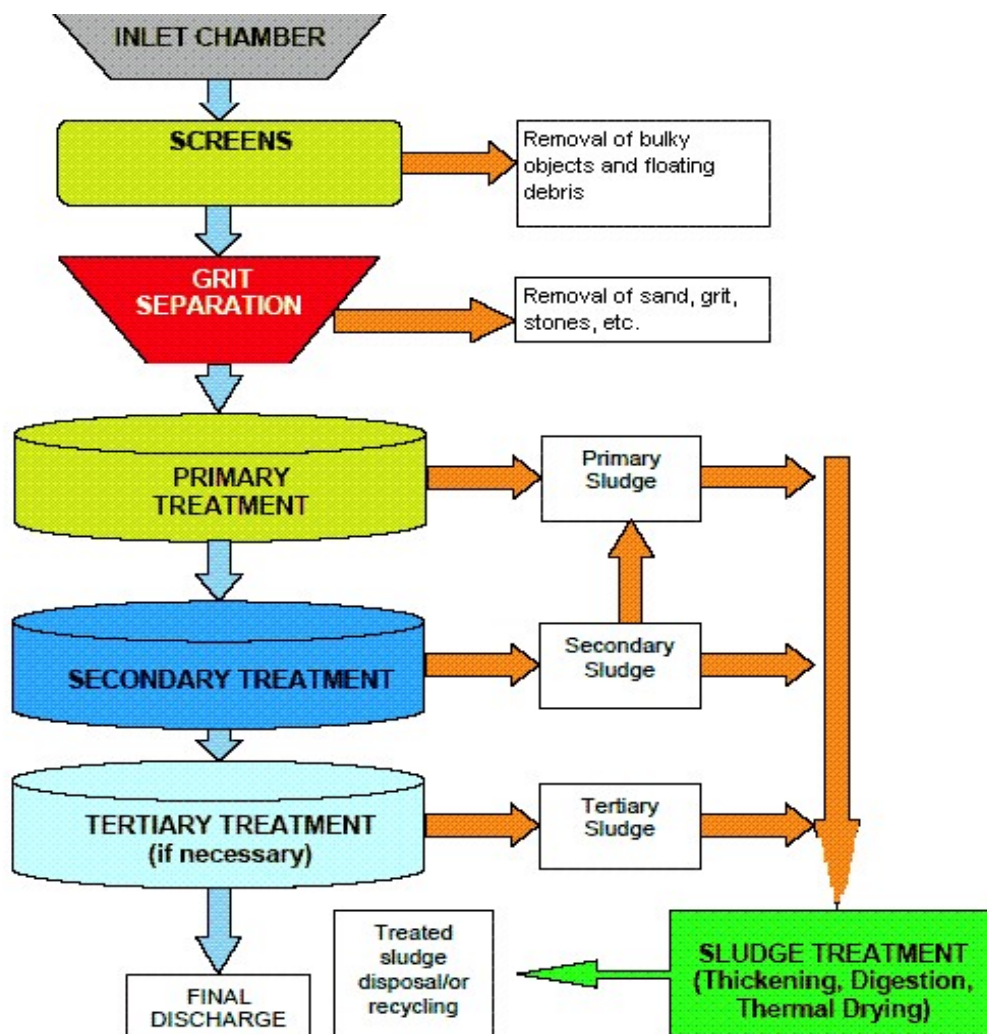 INLET CHAMBER
SCREENS
Removal of bulky
objects and floating
debris
GRIT
SEPARATION
Removal of sand, grit,
stones, etc.
PRIMARY
TREATMENT
Primary
Sludge
SECONDARY TREATMENT
Secondary
Sludge
TERTIARY TREATMENT
(if necessary)
Tertiary
Sludge
FINAL
DISCHARGE
Treated
sludge
disposal/or
recycling
SLUDGE TREATMENT
(Thickening, Digestion,
Thermal Drying)